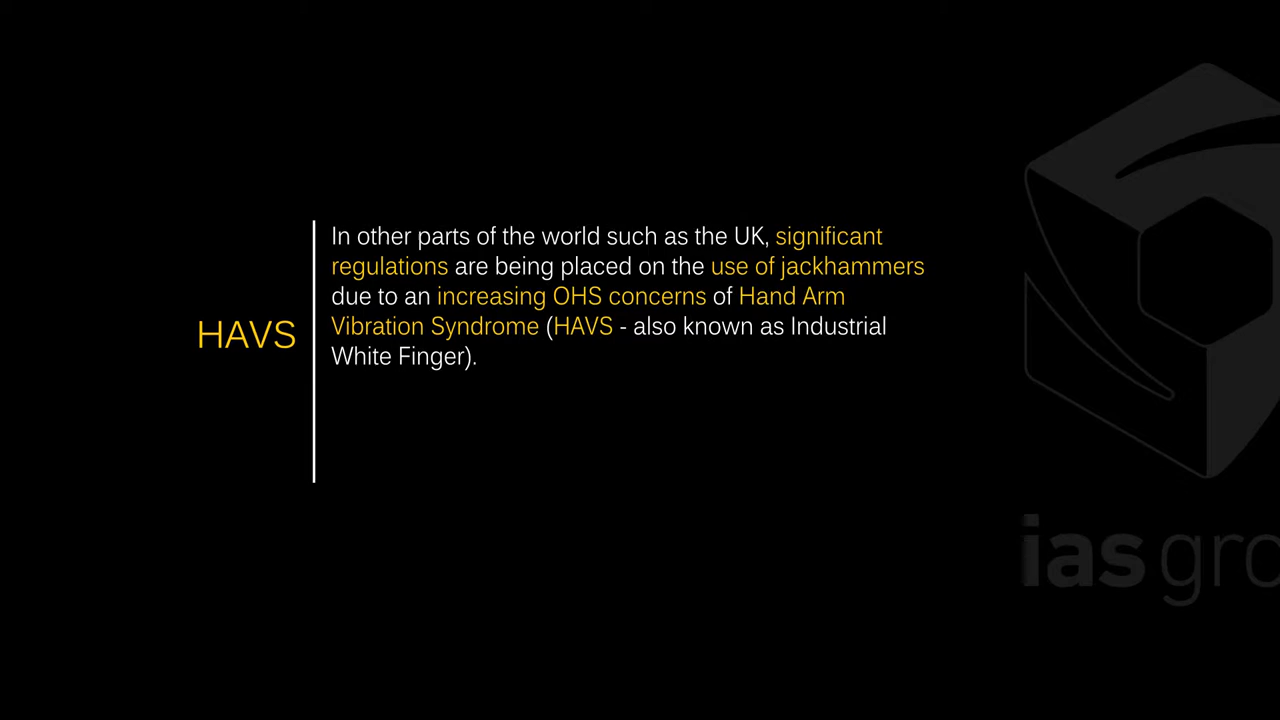 HAVS
In other parts of the world such as the UK, significant
regulations are being placed on the use of jackhammers
due to an increasing OHS concerns of Hand Arm
Vibration Syndrome (HAVS - also known as Industrial
White Finger).
ias gro